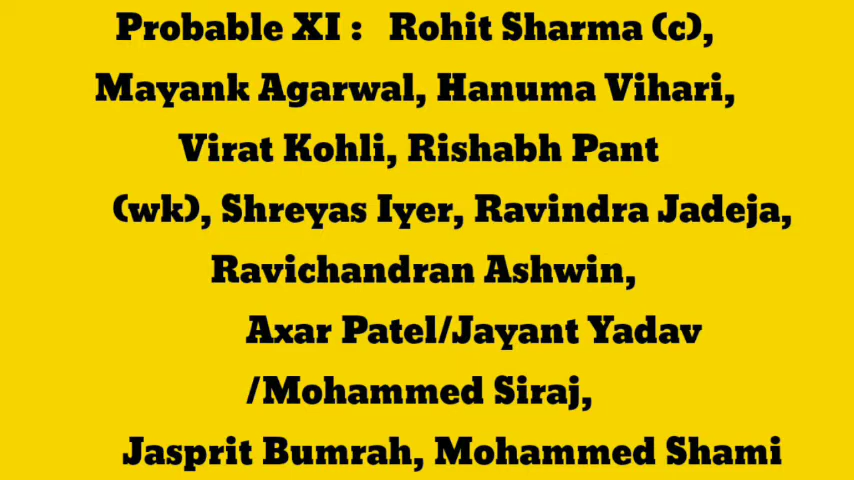 Probable XI : Rohit Sharma (c),
Mayank Agarwal, Hanuma Vihari,
Virat Kohli, Rishabh Pant
(wk), Shreyas Iyer, Ravindra Jadeja,
Ravichandran Ashwin,
Axar Patel/Jayant Yadav
/Mohammed Siraj,
Jasprit Bumrah, Mohammed Shami